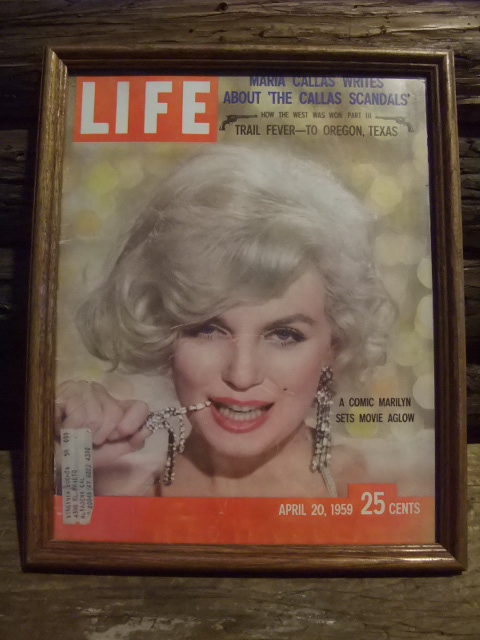 LIFE
MARIA CALLAS WRITES
ABOUT 'THE CALLAS SCANDALS'
HOW THE WEST WAS WON PART III
TRAIL FEVER—TO OREGON, TEXAS
A COMIC MARILYN
SETS MOVIE AGLOW
APRIL 20, 1959 25 CENTS